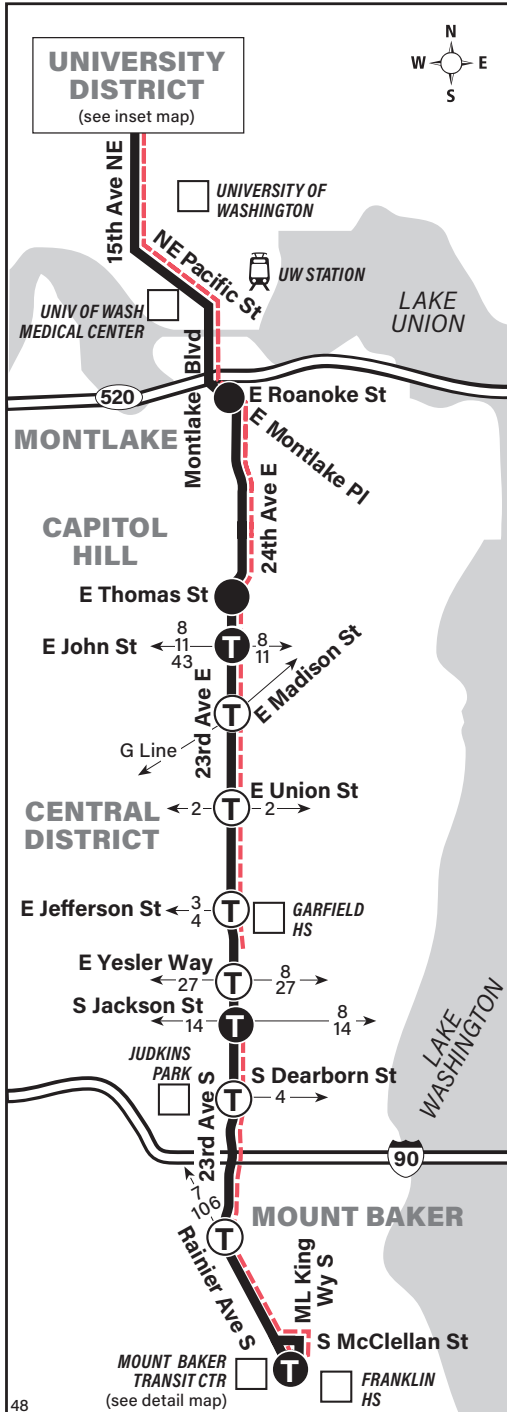 N
W E
S
UNIVERSITY
DISTRICT
(see inset map)
15th Ave NE
UNIVERSITY OF
WASHINGTON
NE Pacific St
UW STATION
UNIV OF WASH
MEDICAL CENTER
LAKE
UNION
Montlake Blvd
520
E Roanoke St
MONTLAKE
E Montlake Pl
24th Ave E
CAPITOL
HILL
E Thomas St
E John St
8
11
43
T
8
11
E Madison St
23rd Ave E
T
G Line
E Union St
2
T
2
CENTRAL
DISTRICT
E Jefferson St
3
4
T
GARFIELD
HS
E Yesler Way
27
T
8
27
S Jackson St
14
T
8
14
LAKE
WASHINGTON
JUDKINS
PARK
S Dearborn St
T
4
23rd Ave S
90
7
106
MOUNT BAKER
T
Rainier Ave S
ML King
Wy S
S McClellan St
T
MOUNT BAKER
TRANSIT CTR
(see detail map)
FRANKLIN
HS
48